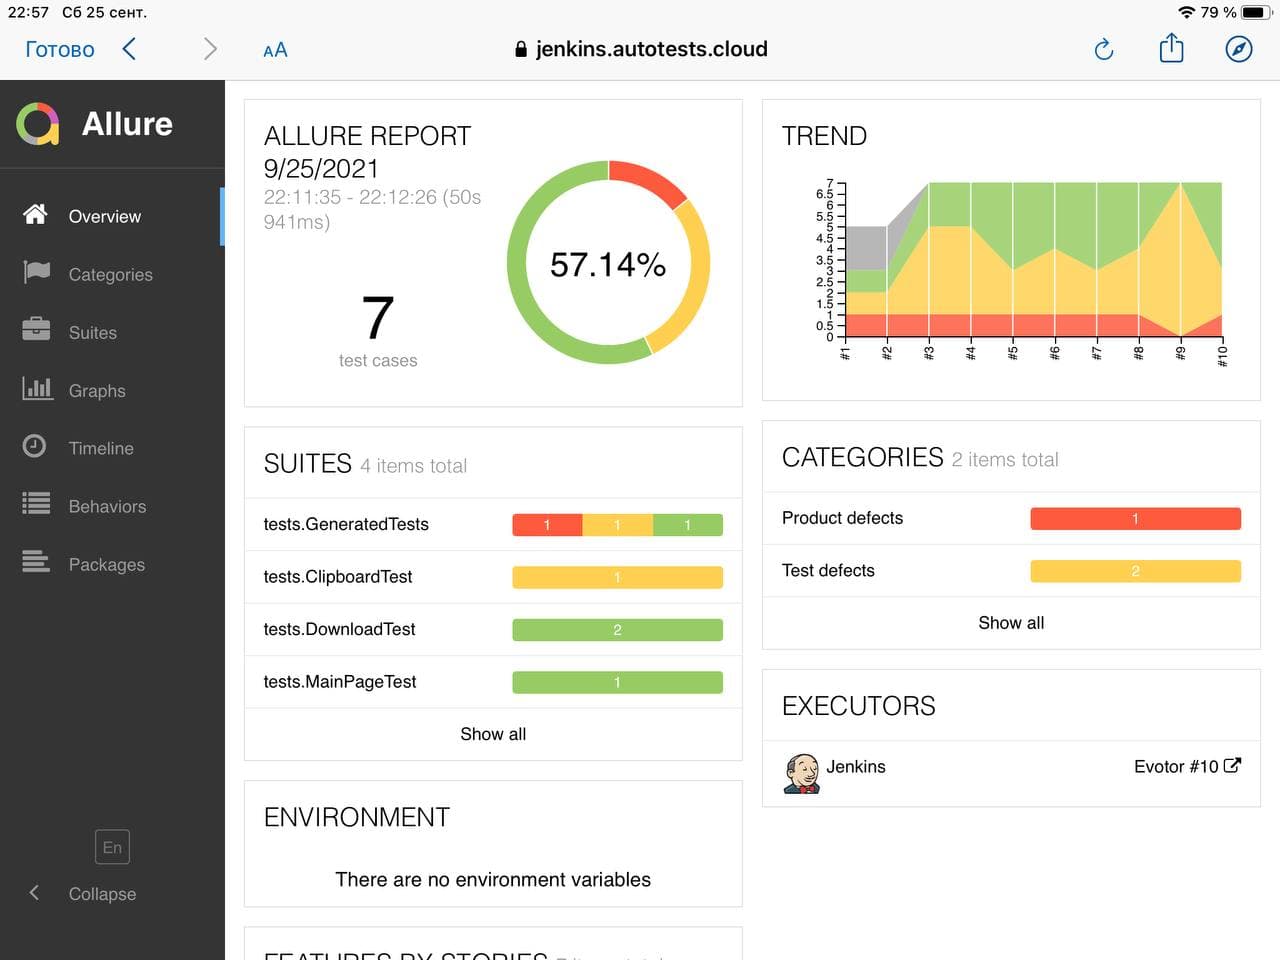 22:57 Сб 25 сент.
79 %
Готово
AA
jenkins.autotests.cloud
Allure
Overview
Categories
Suites
Graphs
Timeline
Behaviors
Packages
En
Collapse
ALLURE REPORT
9/25/2021
22:11:35 - 22:12:26 (50s
941ms)
7
test cases
57.14%
TREND
7
6.5
6
5.5
5
4.5
4
3.5
3
2.5
2
1.5
1
0.5
0
#1 #2 #3 #4 #5 #6 #7 #8 #9 #10
SUITES 4 items total
tests.GeneratedTests 1 1 1
tests.ClipboardTest 1
tests.DownloadTest 2
tests.MainPageTest 1
Show all
CATEGORIES 2 items total
Product defects 1
Test defects 2
Show all
EXECUTORS
Jenkins Evotor #10
ENVIRONMENT
There are no environment variables
FEATURES BY STORIES